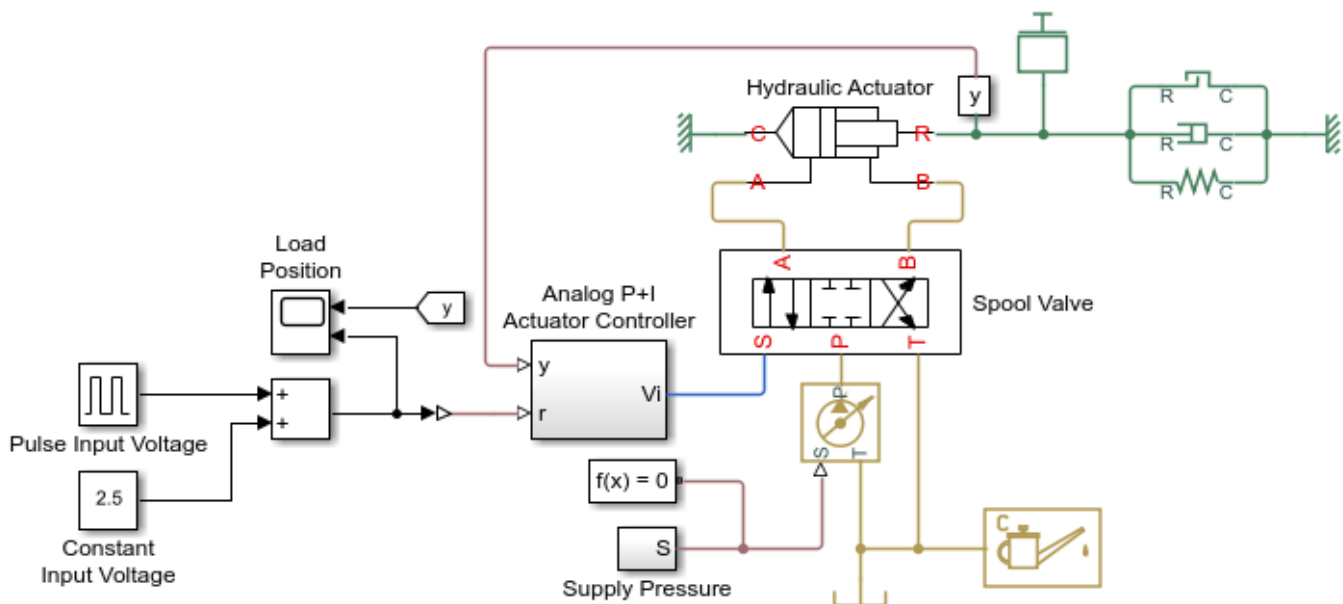 y
Hydraulic Actuator
R C
C R
R C
A B
R C
Load
Position
A B
Analog P+I
Actuator Controller
y
Spool Valve
S P T
y
Vi
r
+
+
P
Pulse Input Voltage
S T
f(x) = 0
2.5
C
Constant
Input Voltage
S
Supply Pressure